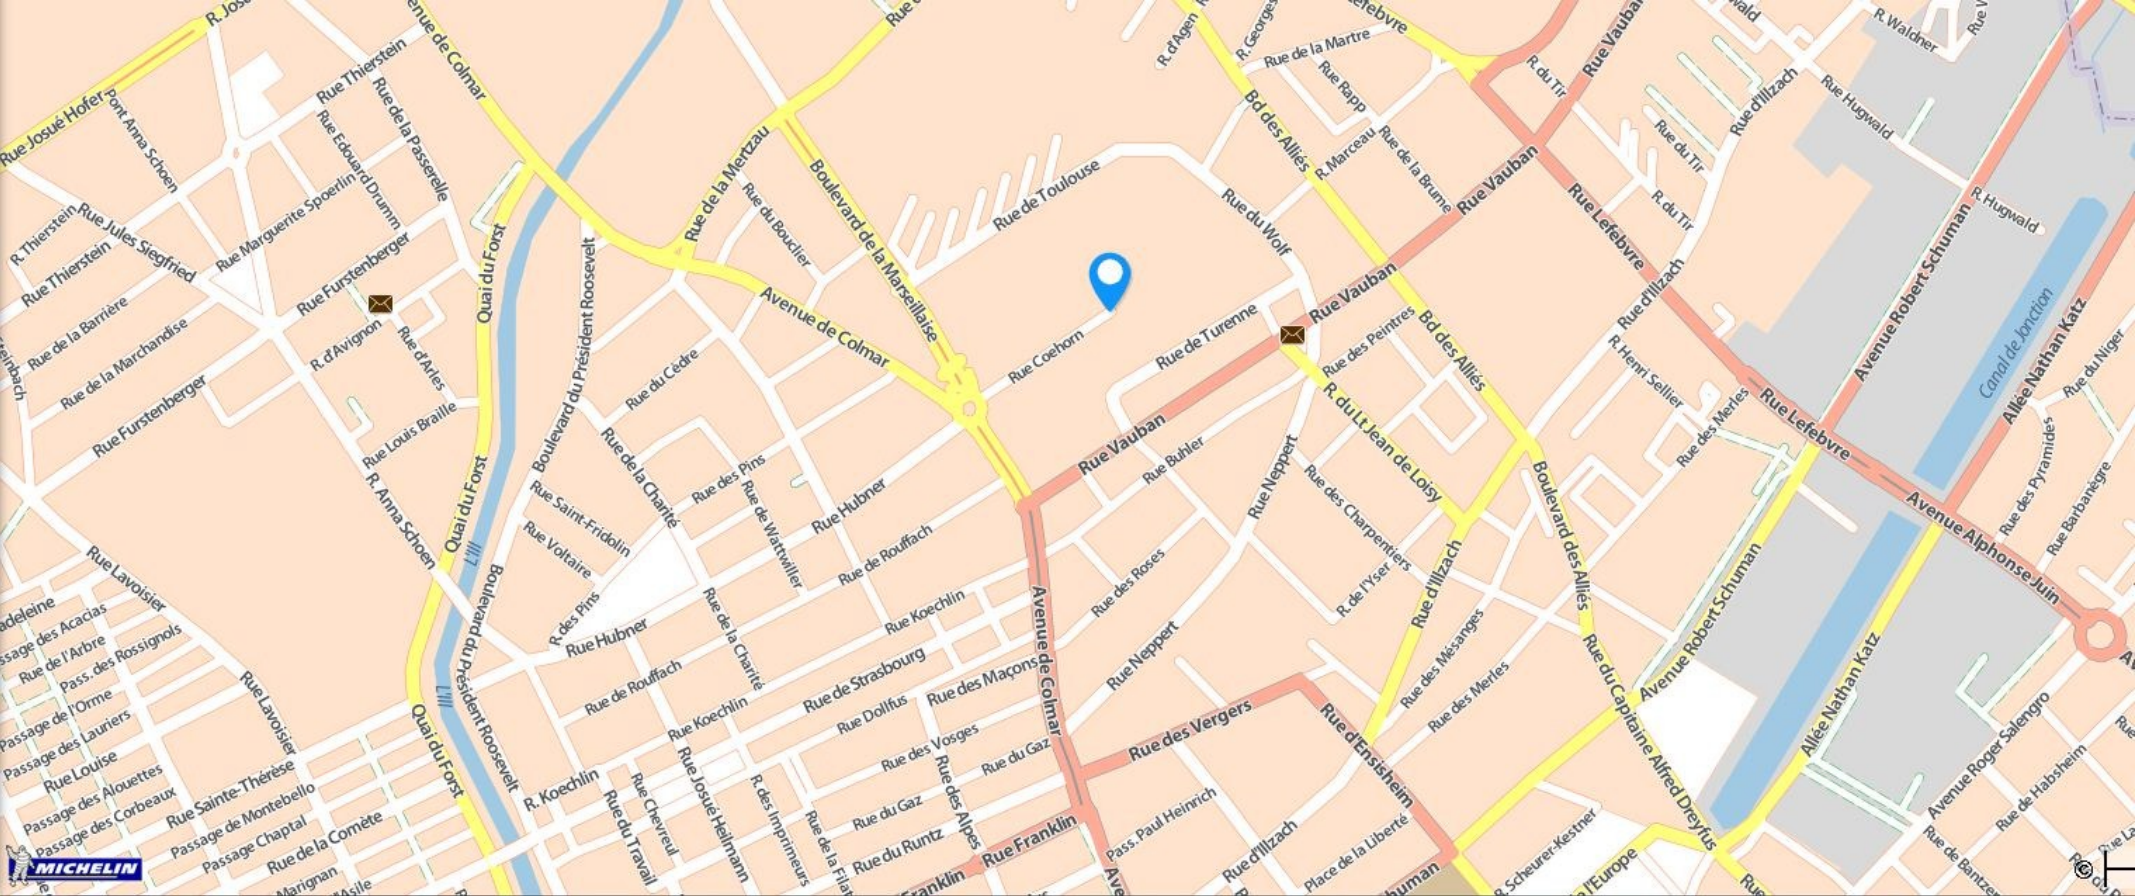 R. d'Agen
R. Georges
Lefebvre
Rue de la Martre
Rue Vauban
R. Waldner
Rue Thierstein
Avenue de Colmar
Rue Josué Hofer
Pont Anna Schoen
Rue de la Passerelle
Rue Edouard Drumm
Rue de la Mertzau
Boulevard de la Marseillaise
Bd des Alliés
Rue Rapp
R. Marceau
Rue de la Brume
R. du Tir
Rue d'Illzach
Rue Hugwald
Rue du Tir
R. Thierstein
Rue Jules Siegfried
Rue Marguerite Spoerlin
Rue du Bouclier
Rue de Toulouse
Rue du Wolf
Rue Vauban
Rue Lefebvre
R. du Tir
R. Hugwald
Rue Thierstein
Rue Furstenberger
Quai du Forst
Boulevard du Président Roosevelt
Avenue de Colmar
Rue Vauban
Rue d'Illzach
Avenue Robert Schuman
Canal de Jonction
Allée Nathan Katz
Rue de la Barrière
Rue de la Marchandise
R. d'Avignon
Rue d'Arles
Rue du Cèdre
Rue Coehorn
Rue de Turenne
Rue des Peintres
Bd des Alliés
R. Henri Sellier
Rue des Merles
Rue Lefebvre
Rue du Niger
Rue Furstenberger
Rue Louis Braille
Rue de la Charité
Rue des Pins
Rue Vauban
Rue Buhler
R. du Lt Jean de Loisy
Rue Neppert
Rue des Charpentiers
Boulevard des Alliés
Avenue Alphonse Juin
Rue des Pyramides
Rue Barbanègre
R. Anna Schoen
Quai du Forst
Rue Saint-Fridolin
Rue Voltaire
Rue de Wattwiller
Rue Hubner
Rue de Rouffach
L'Ill
Rue Lavoisier
Boulevard du Président Roosevelt
R. des Pins
Rue Hubner
Rue de la Charité
Rue Koechlin
Avenue de Colmar
Rue des Roses
R. de l'Yser
Rue d'Illzach
Rue des Mésanges
Avenue Robert Schuman
Rue de l'Arbre
Pass. des Rossignols
Passage de l'Orme
Passage des Lauriers
Rue Louise
Passage des Alouettes
Passage des Corbeaux
Rue Lavoisier
L'Ill
Quai du Forst
Rue de Rouffach
Rue Koechlin
Rue de Strasbourg
Rue Dollfus
Rue des Maçons
Rue Neppert
Rue des Vergers
Rue d'Ensisheim
Rue des Merles
Rue du Capitaine Alfred Dreyfus
Allée Nathan Katz
Avenue Roger Salengro
Rue de Habsheim
Rue Sainte-Thérèse
Passage de Montebello
Passage Chaptal
Rue de la Comète
R. Koechlin
Rue du Travail
Rue Chevreul
Rue Josué Heilmann
R. des Imprimeurs
Rue des Vosges
Rue du Gaz
Rue du Gaz
Rue des Alpes
Rue du Runtz
Rue Franklin
Pass. Paul Heinrich
Rue d'Illzach
Place de la Liberté
R. Scheurer-Kestner
MICHELIN
©